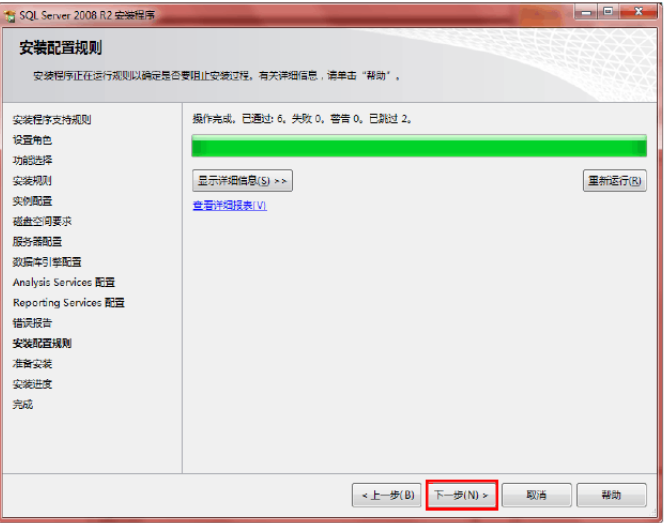 SQL Server 2008 R2 安装程序
安装配置规则
安装程序正在运行规则以确定是否要阻止安装过程。有关详细信息，请单击“帮助”。
安装程序支持规则
设置角色
功能选择
安装规则
实例配置
磁盘空间要求
服务器配置
数据库引擎配置
Analysis Services 配置
Reporting Services 配置
错误报告
安装配置规则
准备安装
安装进度
完成
操作完成。已通过: 6。失败 0。警告 0。已跳过 2。
显示详细信息(S) >>
重新运行(R)
查看详细报表(V)
< 上一步(B)
下一步(N) >
取消
帮助